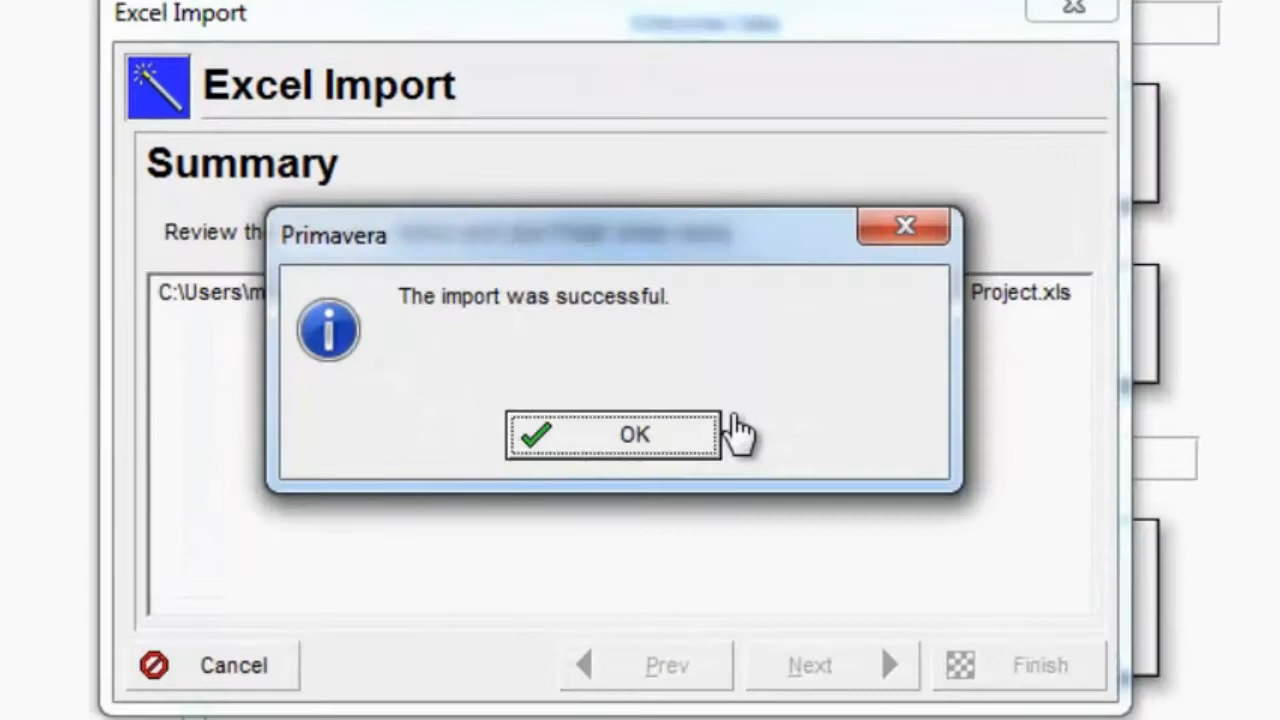 Excel Import
Excel Import
Summary
Review th
Primavera
C:\Users\m
Project.xls
The import was successful.
OK
Cancel
Prev
Next
Finish